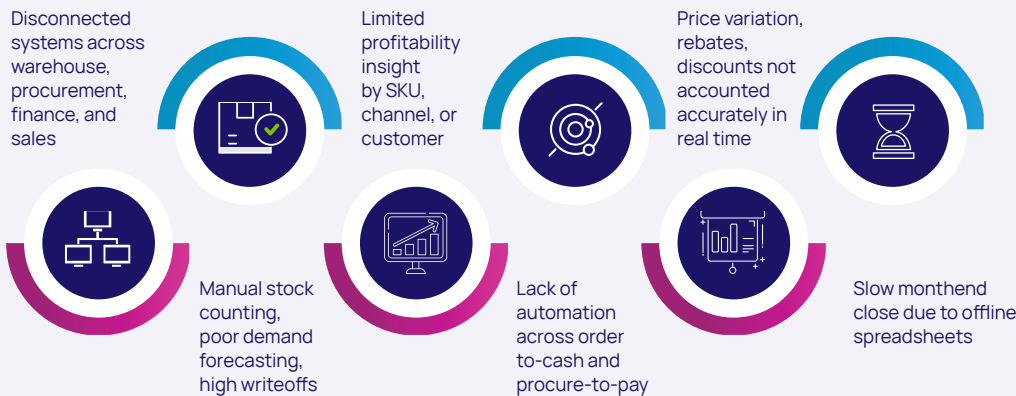 Disconnected
systems across
warehouse,
procurement,
finance, and
sales
Manual stock
counting,
poor demand
forecasting,
high writeoffs
Limited
profitability
insight
by SKU,
channel, or
customer
Lack of
automation
across order
to-cash and
procure-to-pay
Price variation,
rebates,
discounts not
accounted
accurately in
real time
Slow monthend
close due to offline
spreadsheets